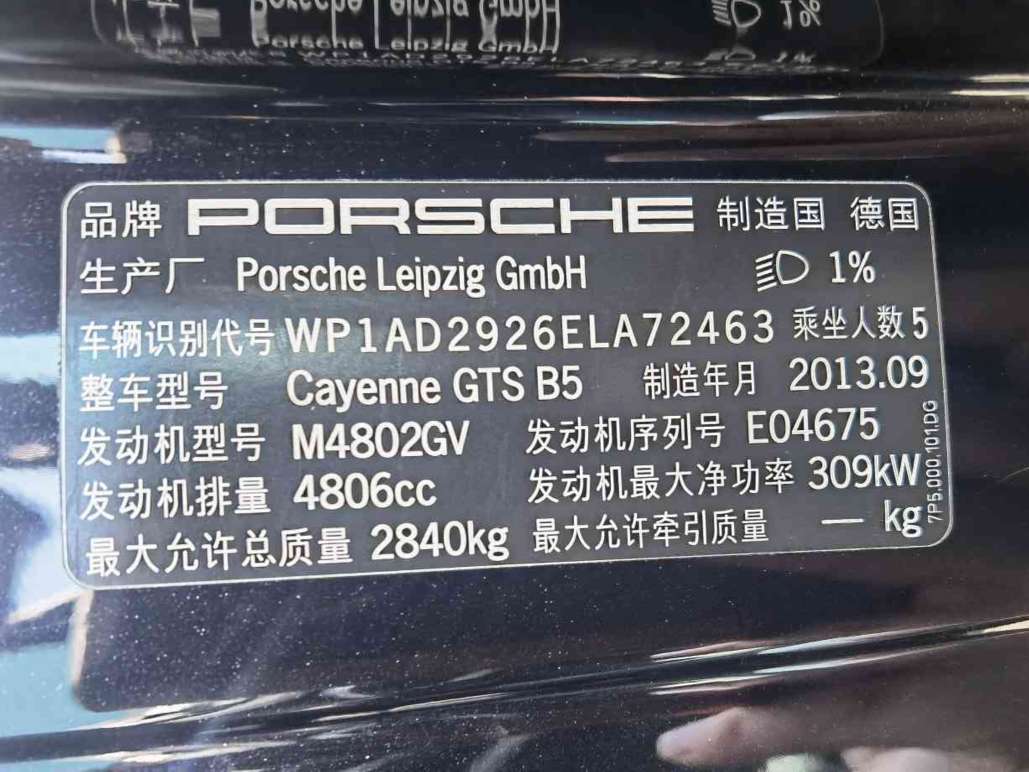 Porsche Leipzig GmbH
1%
品牌 PORSCHE 制造国 德国
生产厂 Porsche Leipzig GmbH 1%
车辆识别代号 WP1AD2926ELA72463 乘坐人数 5
整车型号 Cayenne GTS B5 制造年月 2013.09
发动机型号 M4802GV 发动机序列号 E04675
发动机排量 4806cc 发动机最大净功率 309kW
最大允许总质量 2840kg 最大允许牵引质量 — kg
7P5.000.101.DG